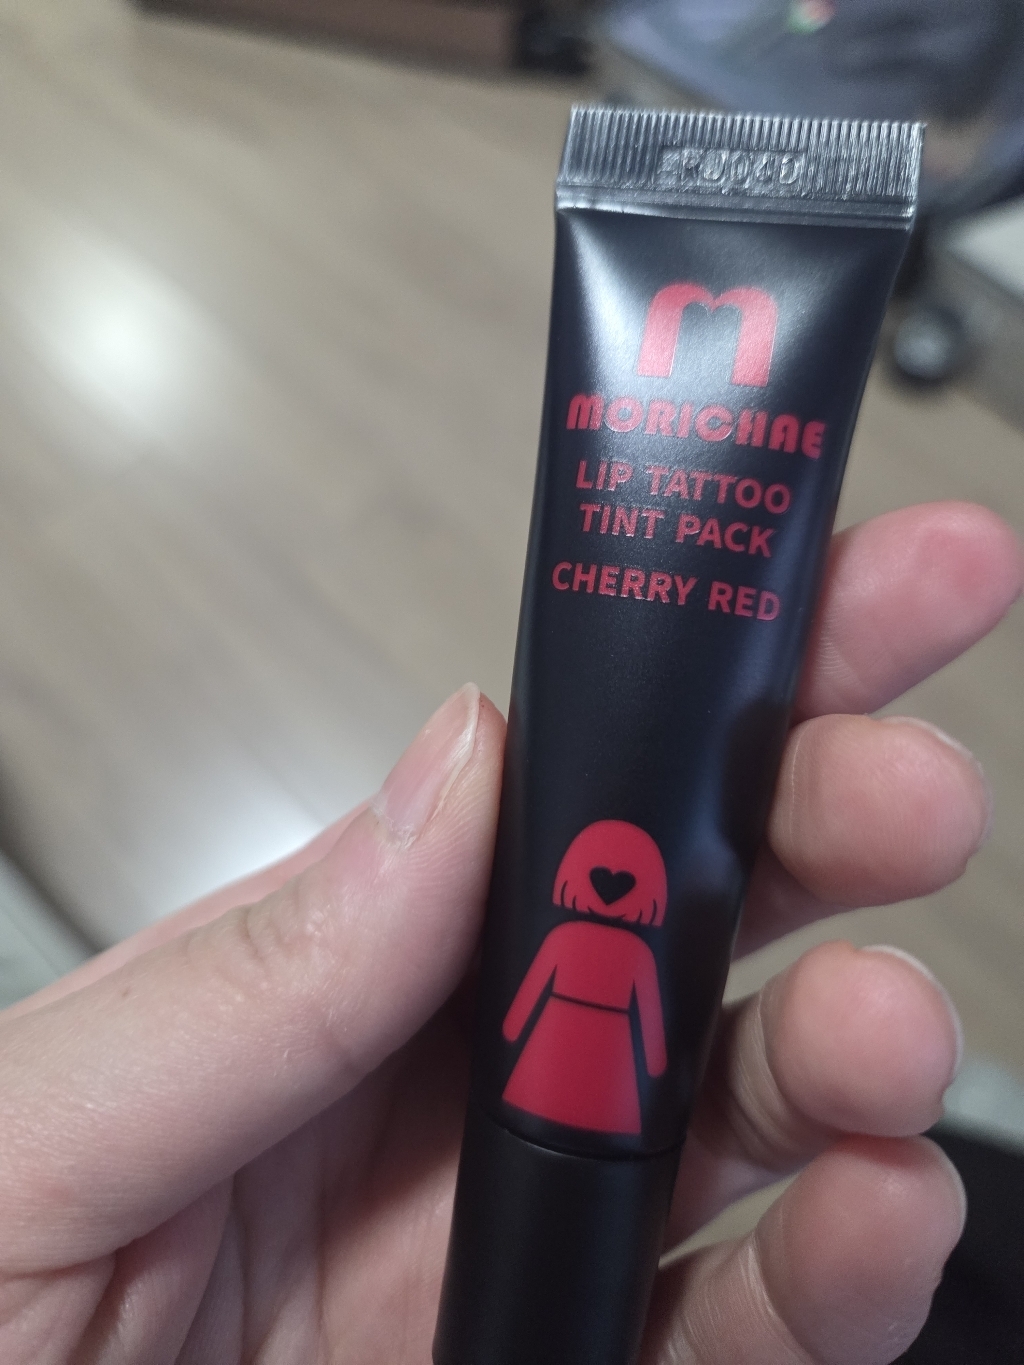 MORICHAE
LIP TATTOO
TINT PACK
CHERRY RED